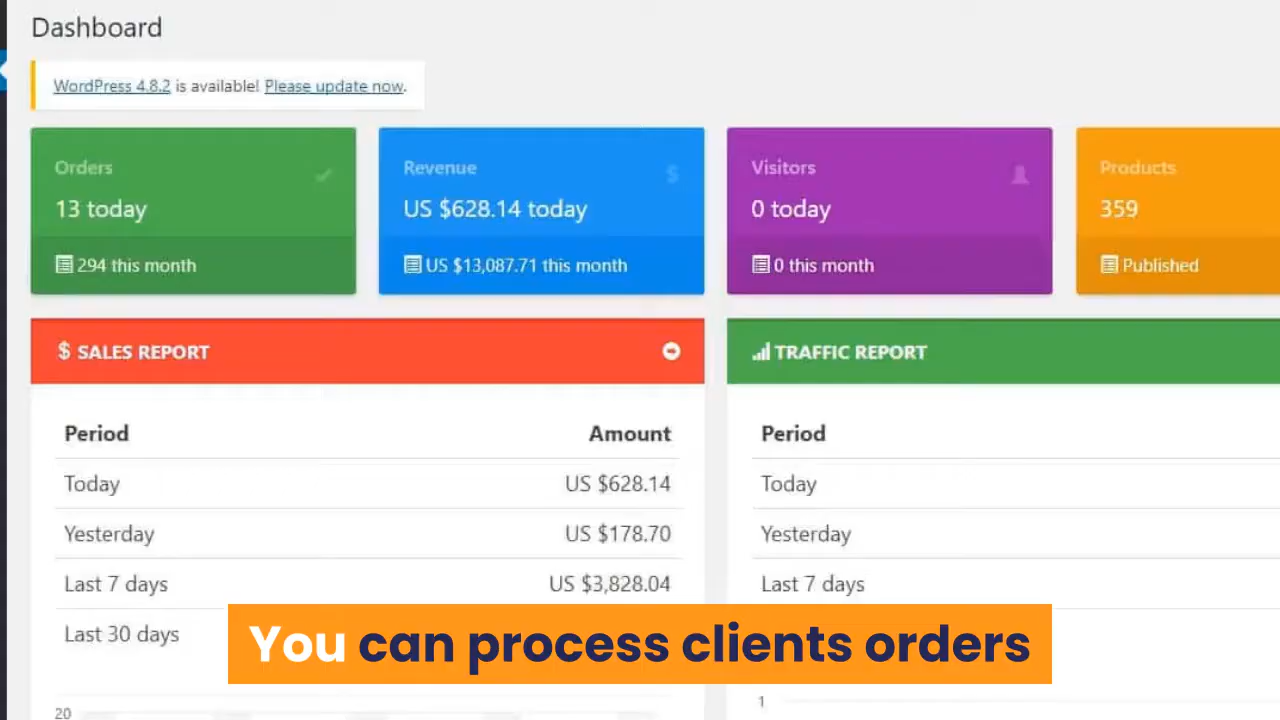 Dashboard
WordPress 4.8.2 is available! Please update now.
Orders
13 today
294 this month
Revenue
$
US $628.14 today
US $13,087.71 this month
Visitors
0 today
0 this month
Products
359
Published
$ SALES REPORT
Period Amount
Today US $628.14
Yesterday US $178.70
Last 7 days US $3,828.04
Last 30 days
20
TRAFFIC REPORT
Period
Today
Yesterday
Last 7 days
1
You can process clients orders